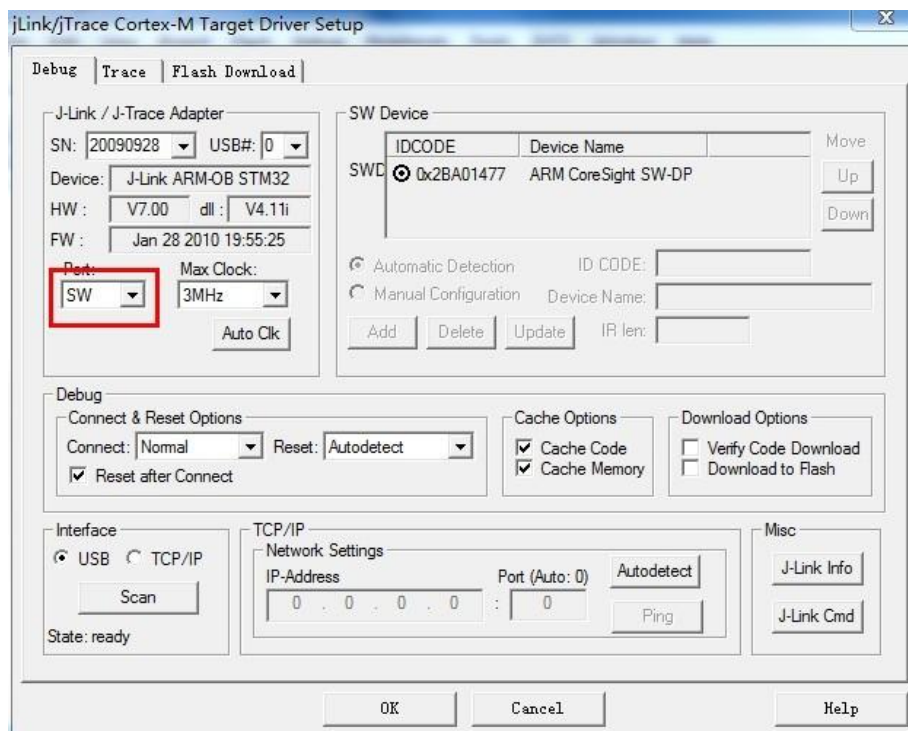 jLink/jTrace Cortex-M Target Driver Setup
Debug Trace Flash Download
J-Link / J-Trace Adapter
SN: 20090928 USB#: 0
Device: J-Link ARM-OB STM32
HW : V7.00 dll : V4.11i
FW : Jan 28 2010 19:55:25
Port: Max Clock:
SW 3MHz
Auto Clk
SW Device
IDCODE Device Name
SWD 0x2BA01477 ARM CoreSight SW-DP
Move
Up
Down
Automatic Detection ID CODE:
Manual Configuration Device Name:
Add Delete Update IR len:
Debug
Connect & Reset Options
Connect: Normal Reset: Autodetect
Reset after Connect
Cache Options
Cache Code
Cache Memory
Download Options
Verify Code Download
Download to Flash
Interface
USB TCP/IP
Scan
State: ready
TCP/IP
Network Settings
IP-Address Port (Auto: 0)
0 . 0 . 0 . 0 : 0
Autodetect
Ping
Misc
J-Link Info
J-Link Cmd
OK Cancel Help